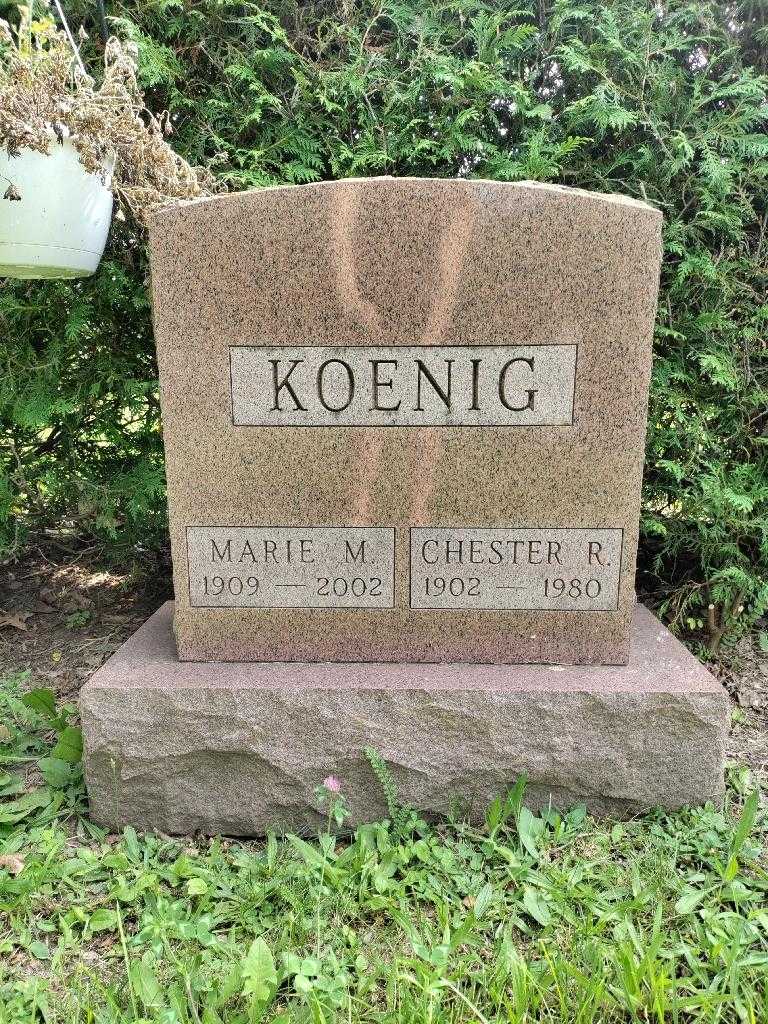 KOENIG
MARIE M.
1909 — 2002
CHESTER R.
1902 — 1980